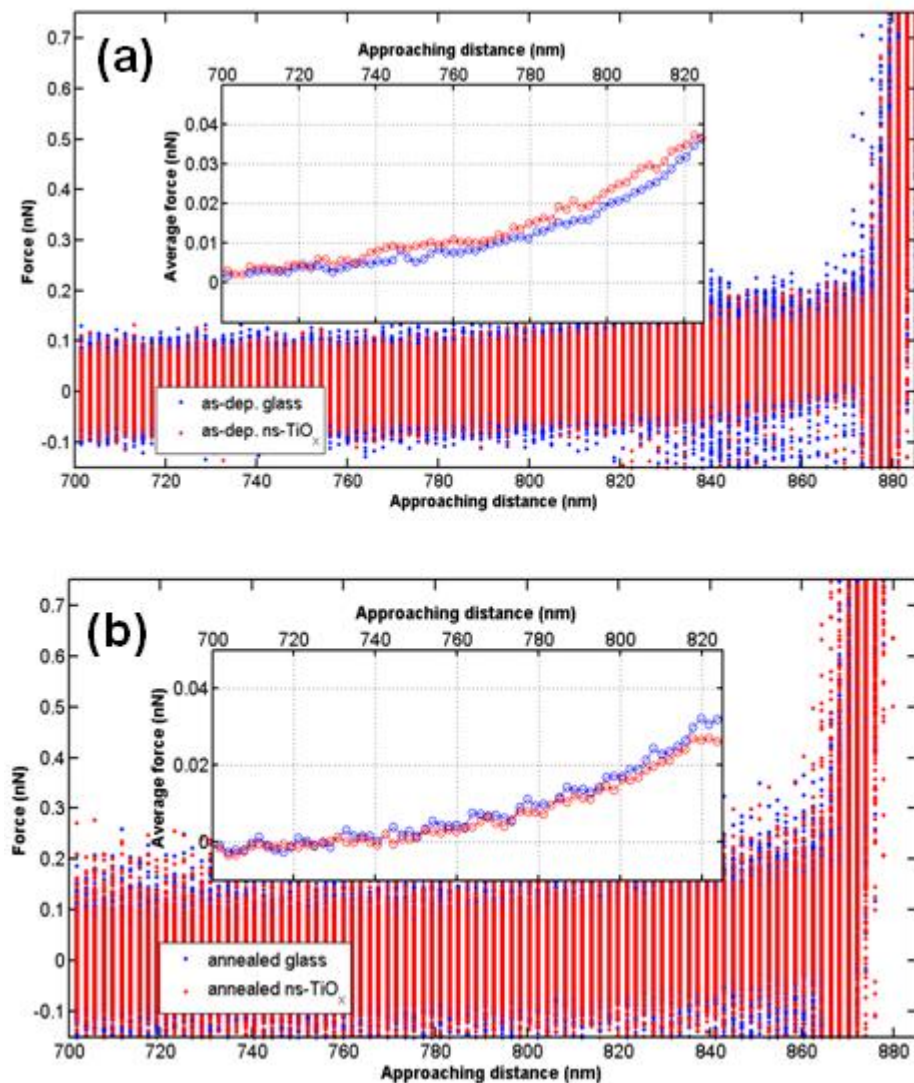 (a)
Approaching distance (nm)
700 720 740 760 780 800 820
0.04
0.03
0.02
0.01
0
Average force (nN)
0.7
0.6
0.5
0.4
0.3
0.2
0.1
0
-0.1
Force (nN)
as-dep. glass
as-dep. ns-TiOx
700 720 740 760 780 800 820 840 860 880
Approaching distance (nm)
(b)
Approaching distance (nm)
700 720 740 760 780 800 820
0.04
0.02
0
Average force (nN)
0.7
0.6
0.5
0.4
0.3
0.2
0.1
0
-0.1
Force (nN)
annealed glass
annealed ns-TiOx
700 720 740 760 780 800 820 840 860 880
Approaching distance (nm)